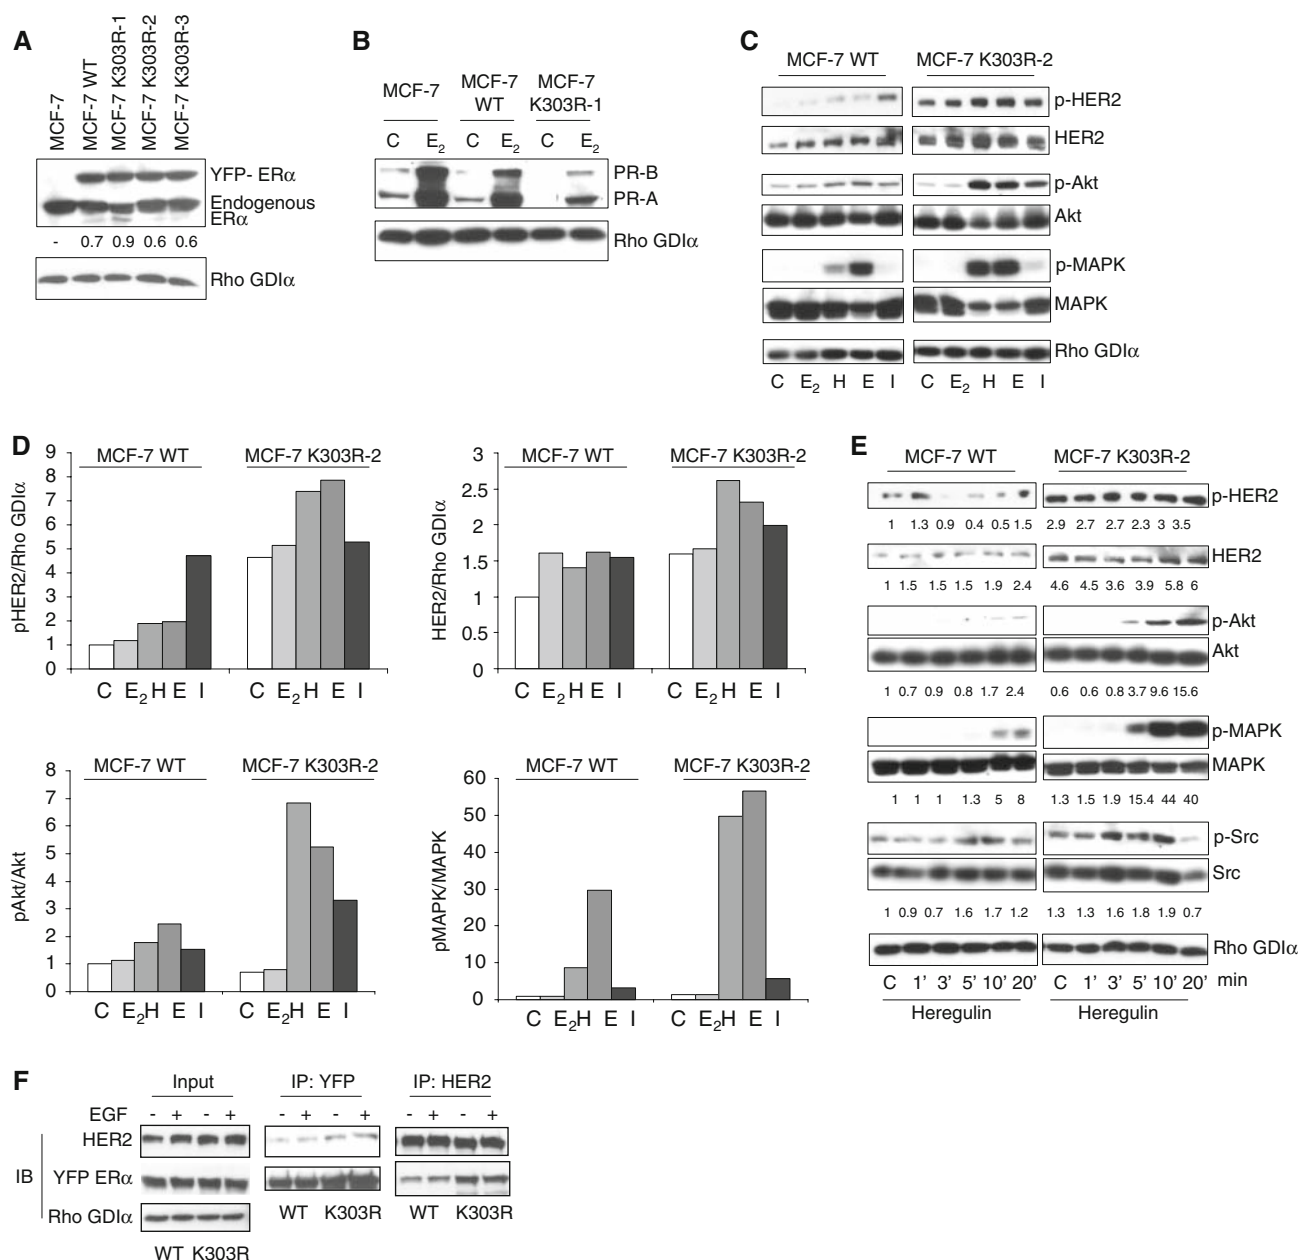 A
MCF-7
MCF-7 WT
MCF-7 K303R-1
MCF-7 K303R-2
MCF-7 K303R-3
YFP- ERα
Endogenous
ERα
- 0.7 0.9 0.6 0.6
Rho GDIα
B
MCF-7
MCF-7
WT
MCF-7
K303R-1
C E2 C E2 C E2
PR-B
PR-A
Rho GDIα
C
MCF-7 WT MCF-7 K303R-2
p-HER2
HER2
p-Akt
Akt
p-MAPK
MAPK
Rho GDIα
C E2 H E I C E2 H E I
D
pHER2/Rho GDIα
9
8
7
6
5
4
3
2
1
0
MCF-7 WT MCF-7 K303R-2
C E2 H E I C E2 H E I
HER2/Rho GDIα
3
2.5
2
1.5
1
0.5
0
MCF-7 WT MCF-7 K303R-2
C E2 H E I C E2 H E I
pAkt/Akt
8
7
6
5
4
3
2
1
0
MCF-7 WT MCF-7 K303R-2
C E2H E I C E2H E I
pMAPK/MAPK
60
50
40
30
20
10
0
MCF-7 WT MCF-7 K303R-2
C E2H E I C E2H E I
E
MCF-7 WT MCF-7 K303R-2
p-HER2
1 1.3 0.9 0.4 0.5 1.5 2.9 2.7 2.7 2.3 3 3.5
HER2
1 1.5 1.5 1.5 1.9 2.4 4.6 4.5 3.6 3.9 5.8 6
p-Akt
Akt
1 0.7 0.9 0.8 1.7 2.4 0.6 0.6 0.8 3.7 9.6 15.6
p-MAPK
MAPK
1 1 1 1.3 5 8 1.3 1.5 1.9 15.4 44 40
p-Src
Src
1 0.9 0.7 1.6 1.7 1.2 1.3 1.3 1.6 1.8 1.9 0.7
Rho GDIα
C 1' 3' 5' 10' 20' C 1' 3' 5' 10' 20' min
Heregulin Heregulin
F
Input IP: YFP IP: HER2
EGF - + - + - + - + - + - +
IB
HER2
YFP ERα
Rho GDIα
WT K303R WT K303R
WT K303R